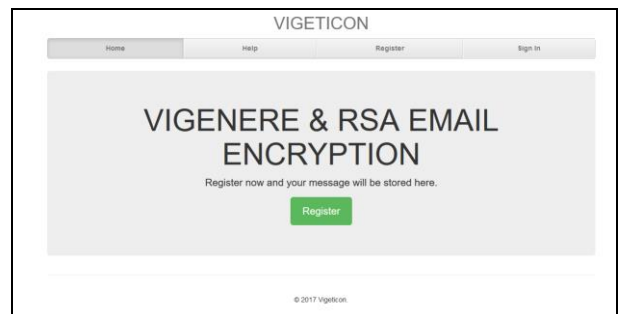 VIGETICON
Home Help Register Sign In
VIGENERE & RSA EMAIL
ENCRYPTION
Register now and your message will be stored here.
Register
© 2017 Vigeticon.